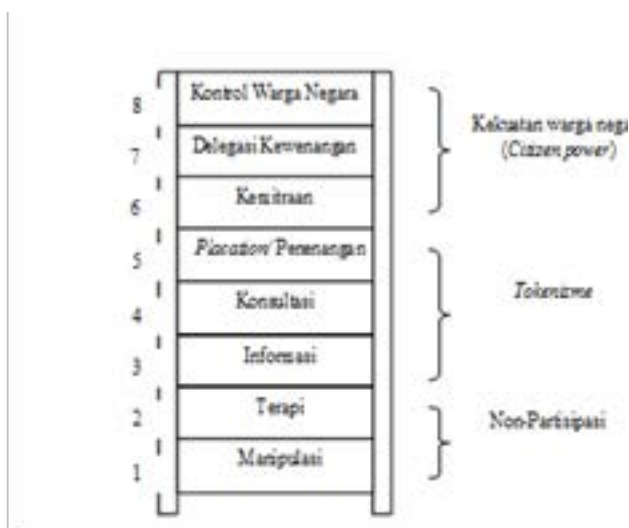 8 Kontrol Warga Negara
7 Delegasi Kewenangan
6 Kemitraan
5 Placation/Penenangan
4 Konsultasi
3 Informasi
2 Terapi
1 Manipulasi
Kekuatan warga nega
(Citizen power)
Tokenizme
Non-Partisipasi